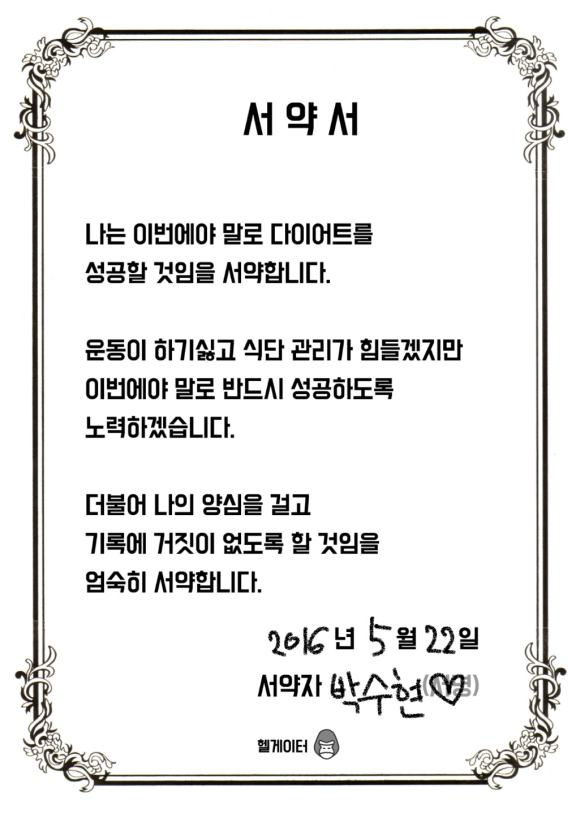 서약서
나는 이번에야 말로 다이어트를
성공할 것임을 서약합니다.
운동이 하기싫고 식단 관리가 힘들겠지만
이번에야 말로 반드시 성공하도록
노력하겠습니다.
더불어 나의 양심을 걸고
기록에 거짓이 없도록 할 것임을
엄숙히 서약합니다.
2016년 5월 22일
서약자 박수현 (서명)
헬게이터